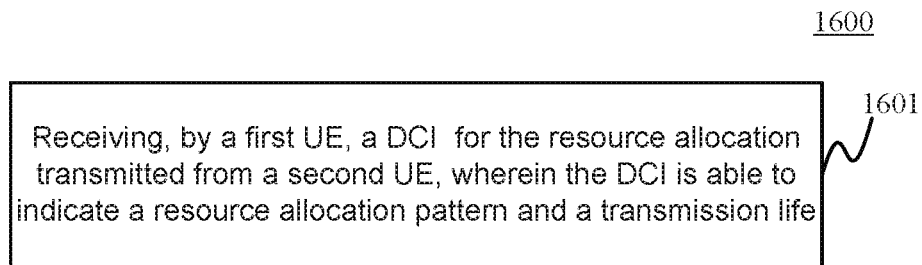 1600
1601
Receiving, by a first UE, a DCI for the resource allocation
transmitted from a second UE, wherein the DCI is able to
indicate a resource allocation pattern and a transmission life